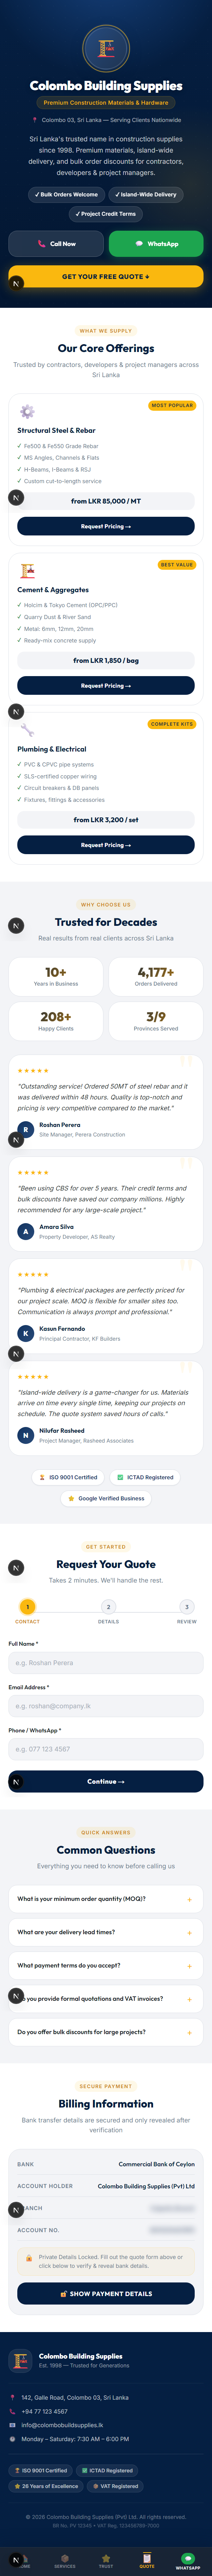 Colombo Building Supplies
Premium Construction Materials & Hardware
📍 Colombo 03, Sri Lanka — Serving Clients Nationwide
Sri Lanka's trusted name in construction supplies
since 1998. Premium materials, island-wide
delivery, and bulk order discounts for contractors,
developers & project managers.
✓ Bulk Orders Welcome ✓ Island-Wide Delivery
✓ Project Credit Terms
📞 Call Now 💬 WhatsApp
GET YOUR FREE QUOTE +
N
WHAT WE SUPPLY
Our Core Offerings
Trusted by contractors, developers & project managers across
Sri Lanka
MOST POPULAR
Structural Steel & Rebar
✓ Fe500 & Fe550 Grade Rebar
✓ MS Angles, Channels & Flats
✓ H-Beams, I-Beams & RSJ
✓ Custom cut-to-length service
N
from LKR 85,000 / MT
Request Pricing →
BEST VALUE
Cement & Aggregates
✓ Holcim & Tokyo Cement (OPC/PPC)
✓ Quarry Dust & River Sand
✓ Metal: 6mm, 12mm, 20mm
✓ Ready-mix concrete supply
from LKR 1,850 / bag
Request Pricing →
N
COMPLETE KITS
Plumbing & Electrical
✓ PVC & CPVC pipe systems
✓ SLS-certified copper wiring
✓ Circuit breakers & DB panels
✓ Fixtures, fittings & accessories
from LKR 3,200 / set
Request Pricing →
WHY CHOOSE US
N
Trusted for Decades
Real results from real clients across Sri Lanka
10+ 4,177+
Years in Business Orders Delivered
208+ 3/9
Happy Clients Provinces Served
★★★★★
"Outstanding service! Ordered 50MT of steel rebar and it
was delivered within 48 hours. Quality is top-notch and
pricing is very competitive compared to the market."
R Roshan Perera
N
Site Manager, Perera Construction
★★★★★
"Been using CBS for over 5 years. Their credit terms and
bulk discounts have saved our company millions. Highly
recommended for any large-scale project."
A Amara Silva
Property Developer, AS Realty
★★★★★
"Plumbing & electrical packages are perfectly priced for
our project scale. MOQ is flexible for smaller sites too.
Communication is always prompt and professional."
K Kasun Fernando
Principal Contractor, KF Builders
N
★★★★★
"Island-wide delivery is a game-changer for us. Materials
arrive on time every single time, keeping our projects on
schedule. The quote system saved hours of calls."
N Nilufar Rasheed
Project Manager, Rasheed Associates
ISO 9001 Certified ✅ ICTAD Registered
⭐ Google Verified Business
GET STARTED
N
Request Your Quote
Takes 2 minutes. We'll handle the rest.
1 2 3
CONTACT DETAILS REVIEW
Full Name *
e.g. Roshan Perera
Email Address *
e.g. roshan@company.lk
Phone / WhatsApp *
e.g. 077 123 4567
N
Continue →
QUICK ANSWERS
Common Questions
Everything you need to know before calling us
What is your minimum order quantity (MOQ)? +
What are your delivery lead times? +
What payment terms do you accept? +
N
you provide formal quotations and VAT invoices? +
Do you offer bulk discounts for large projects? +
SECURE PAYMENT
Billing Information
Bank transfer details are secured and only revealed after
verification
BANK Commercial Bank of Ceylon
ACCOUNT HOLDER Colombo Building Supplies (Pvt) Ltd
N
ANCH
ACCOUNT NO.
Private Details Locked. Fill out the quote form above or
click below to verify & reveal bank details.
SHOW PAYMENT DETAILS
Colombo Building Supplies
Est. 1998 — Trusted for Generations
📍 142, Galle Road, Colombo 03, Sri Lanka
📞 +94 77 123 4567
📧 info@colombobuildsupplies.lk
Monday – Saturday: 7:30 AM – 6:00 PM
ISO 9001 Certified ✅ ICTAD Registered
⭐ 26 Years of Excellence VAT Registered
© 2026 Colombo Building Supplies (Pvt) Ltd. All rights reserved.
BR No. PV 12345 • VAT Reg. 123456789-7000
N
SERVICES TRUST QUOTE WHATSAPP